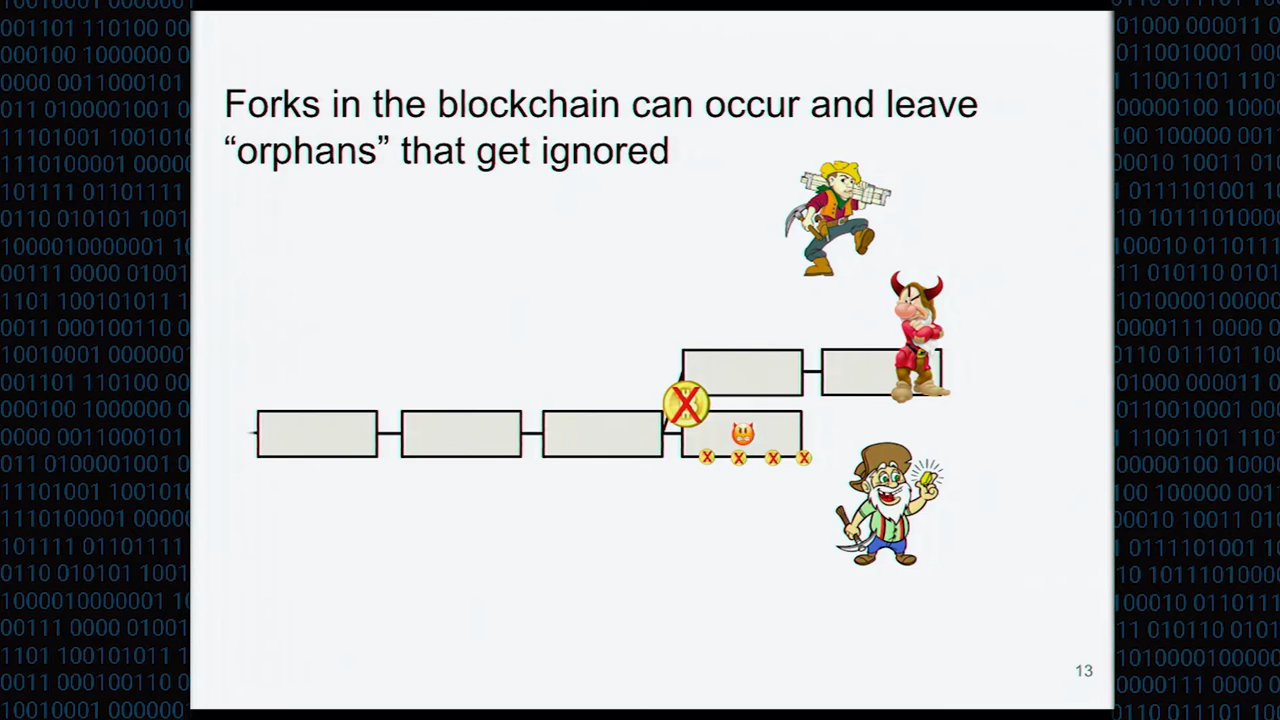 Forks in the blockchain can occur and leave
“orphans” that get ignored
13